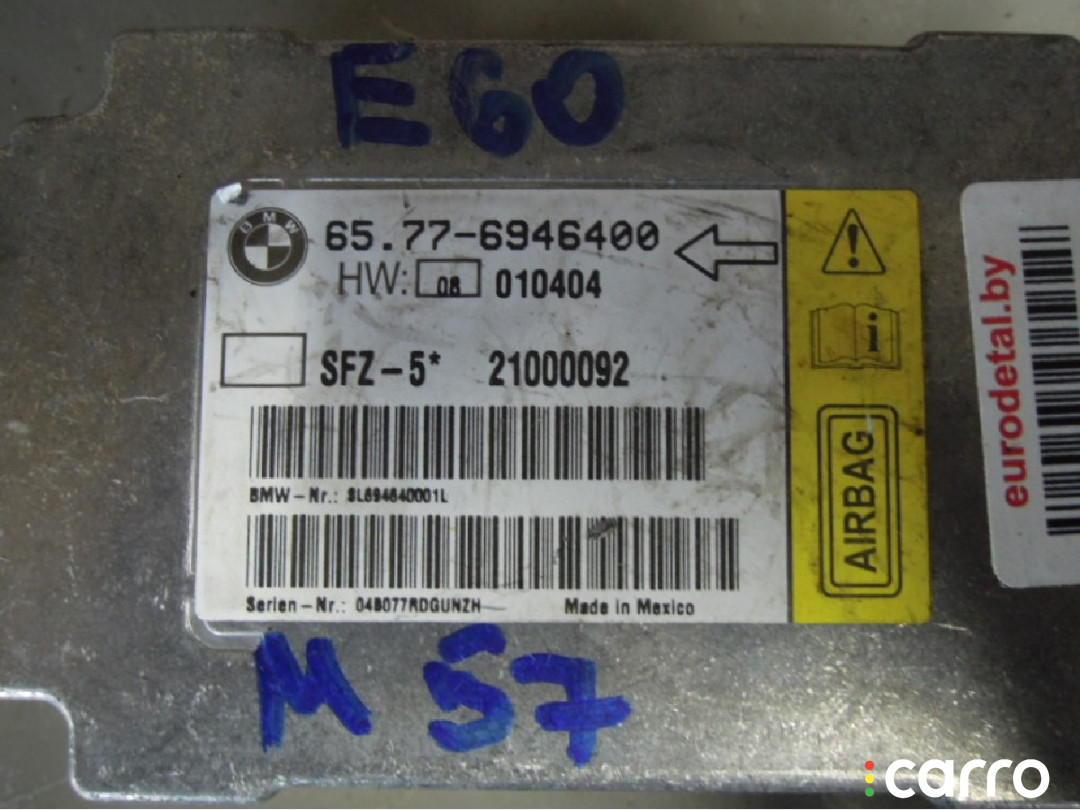 E60
BMW
65.77-6946400
HW: 08 010404
SFZ-5* 21000092
BMW-Nr.: SL694640001L
Serien-Nr.: 048077RDGUNZH
Made in Mexico
i
AIRBAG
eurodetal.by
M57
carro